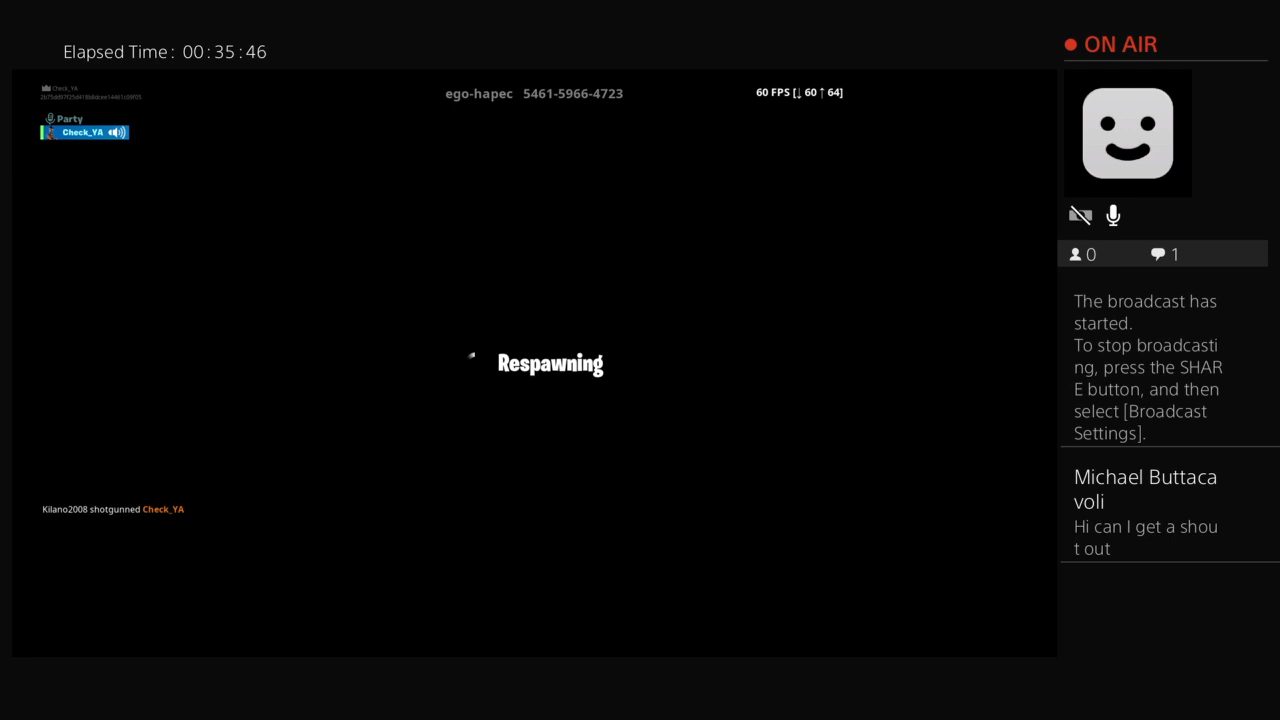 Elapsed Time: 00:35:46
ON AIR
Check_YA
ego-hapec 5461-5966-4723
60 FPS [↓ 60 ↑ 64]
Party
Check_YA
0 1
The broadcast has
started.
To stop broadcasti
ng, press the SHAR
E button, and then
select [Broadcast
Settings].
Respawning
Michael Buttaca
voli
Hi can I get a shou
t out
Kilano2008 shotgunned Check_YA